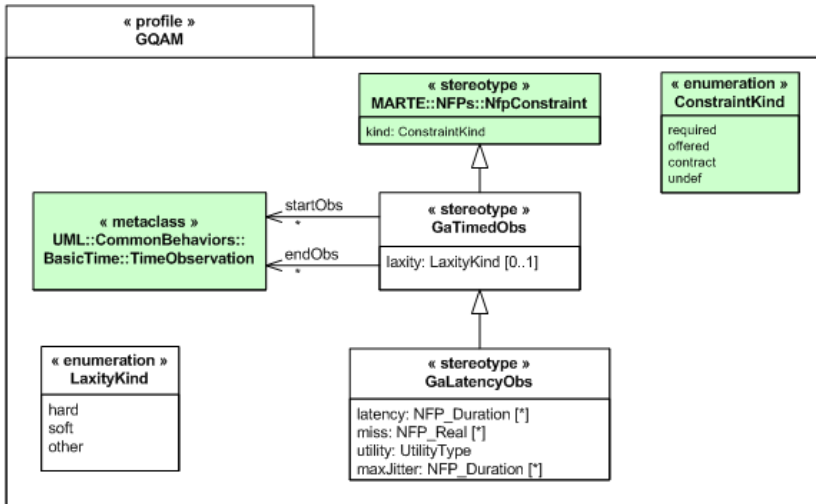 « profile »
GQAM
« stereotype »
MARTE::NFPs::NfpConstraint
kind: ConstraintKind
« enumeration »
ConstraintKind
required
offered
contract
undef
« metaclass »
UML::CommonBehaviors::
BasicTime::TimeObservation
startObs
*
endObs
*
« stereotype »
GaTimedObs
laxity: LaxityKind [0..1]
« enumeration »
LaxityKind
hard
soft
other
« stereotype »
GaLatencyObs
latency: NFP_Duration [*]
miss: NFP_Real [*]
utility: UtilityType
maxJitter: NFP_Duration [*]